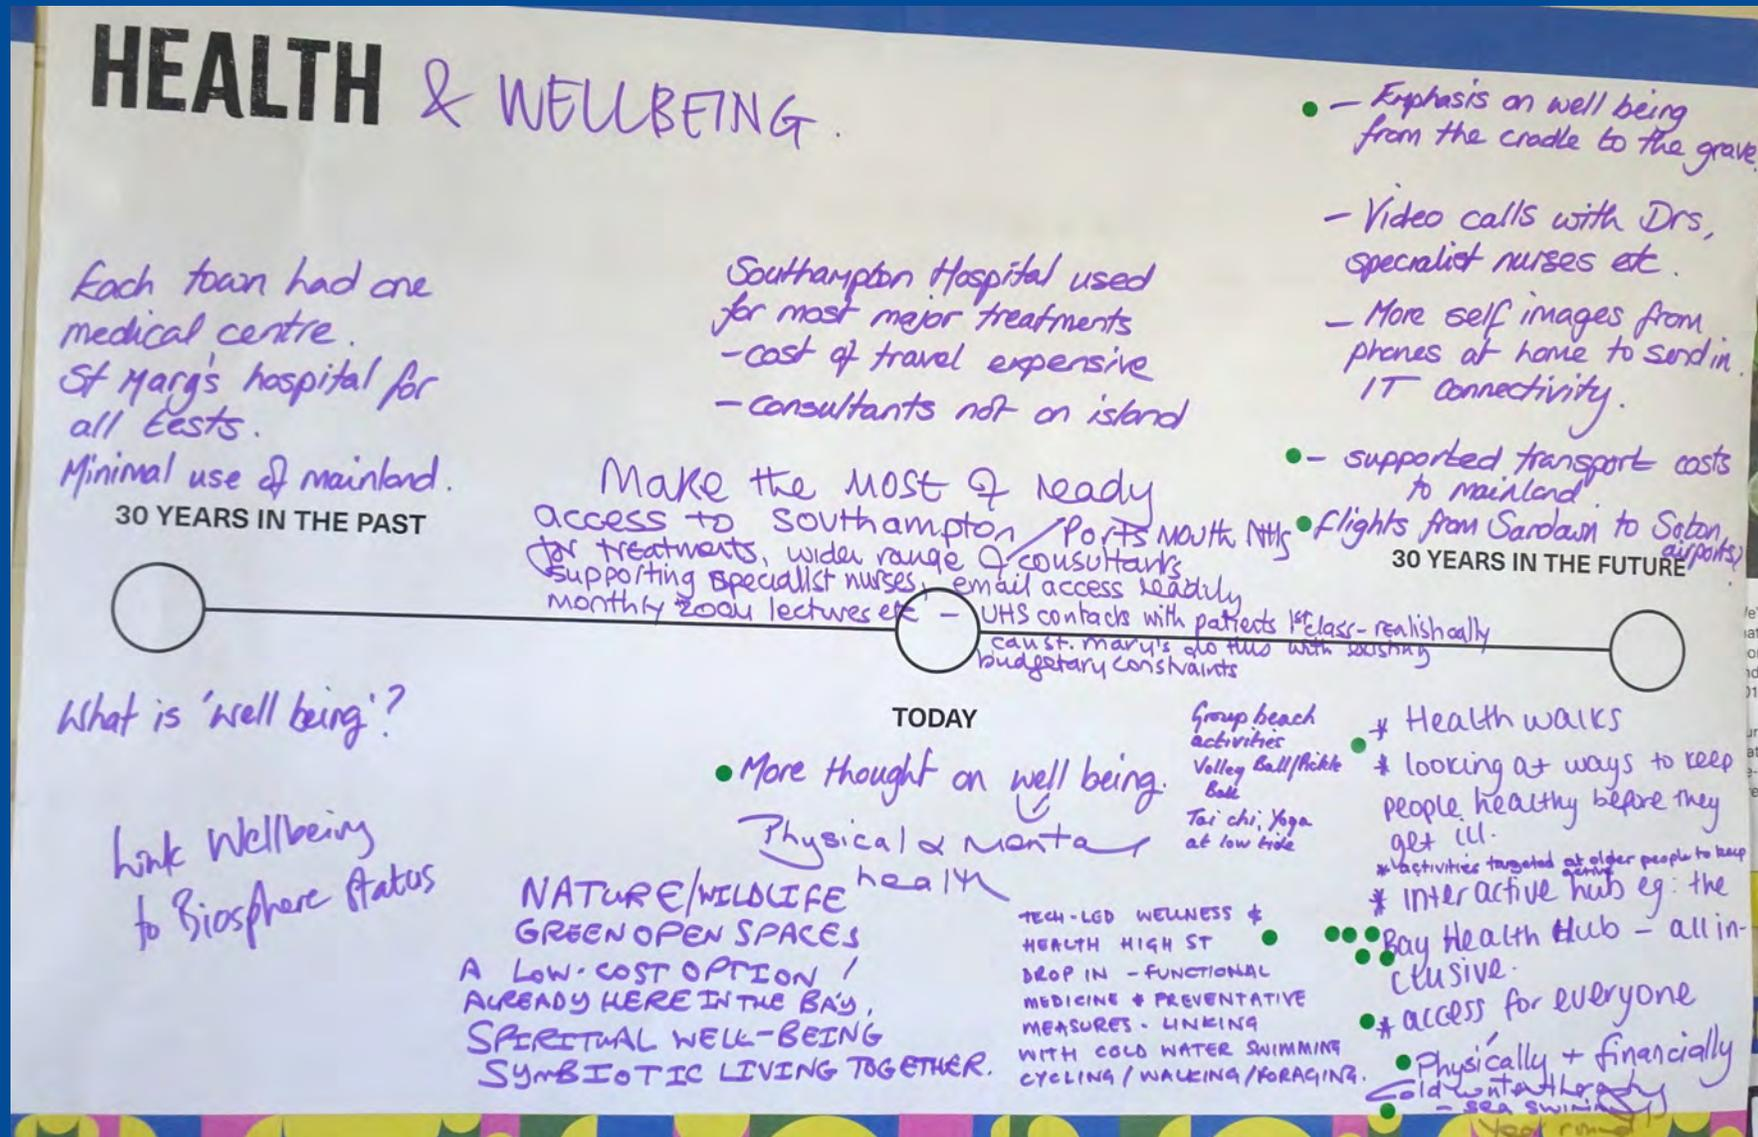 HEALTH & WELLBEING.
Each town had one
medical centre.
St Mary's hospital for
all tests.
Minimal use of mainland.
30 YEARS IN THE PAST
What is 'well being'?
Link Wellbeing
to Biosphere Status
Southampton Hospital used
for most major treatments
- cost of travel expensive
- consultants not on island
Make the most of ready
access to Southampton / Portsmouth NHS
for treatments, wider range of consultants
supporting specialist nurses, email access readily
monthly zoom lectures etc - UHS contacts with patients 1st class - realistically
can st. mary's do this with existing
budgetary constraints
TODAY
• More thought on well being.
Physical & Mental
health
NATURE/WILDLIFE
GREEN OPEN SPACES
A LOW-COST OPTION!
ALREADY HERE IN THE BAY,
SPIRITUAL WELL-BEING
SYMBIOTIC LIVING TOGETHER.
Group beach
activities
Volley Ball/Pickle
Ball
Tai chi, Yoga
at low tide
TECH-LED WELLNESS &
HEALTH HIGH ST
DROP IN - FUNCTIONAL
MEDICINE & PREVENTATIVE
MEASURES - LINKING
WITH COLD WATER SWIMMING
CYCLING / WALKING / FORAGING.
- Emphasis on well being
from the cradle to the grave.
- Video calls with Drs,
specialist nurses etc.
- More self images from
phones at home to send in.
IT connectivity.
- supported transport costs
to mainland.
flights from Sandown to Soton
airports)
30 YEARS IN THE FUTURE
* Health walks
* looking at ways to keep
people healthy before they
get ill.
* activities targeted at older people to keep
active
* interactive hub eg: the
Bay Health Hub - all in-
clusive.
* access for everyone
Physically + financially
Cold water therapy
- sea swimming
Year round